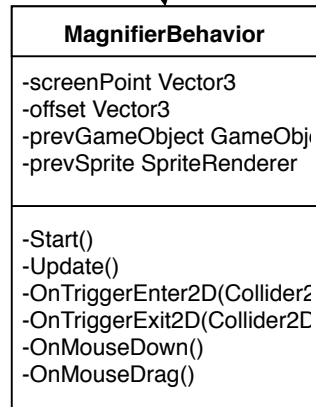 MagnifierBehavior
-screenPoint Vector3
-offset Vector3
-prevGameObject GameObj
-prevSprite SpriteRenderer
-Start()
-Update()
-OnTriggerEnter2D(Collider2
-OnTriggerExit2D(Collider2D
-OnMouseDown()
-OnMouseDrag()